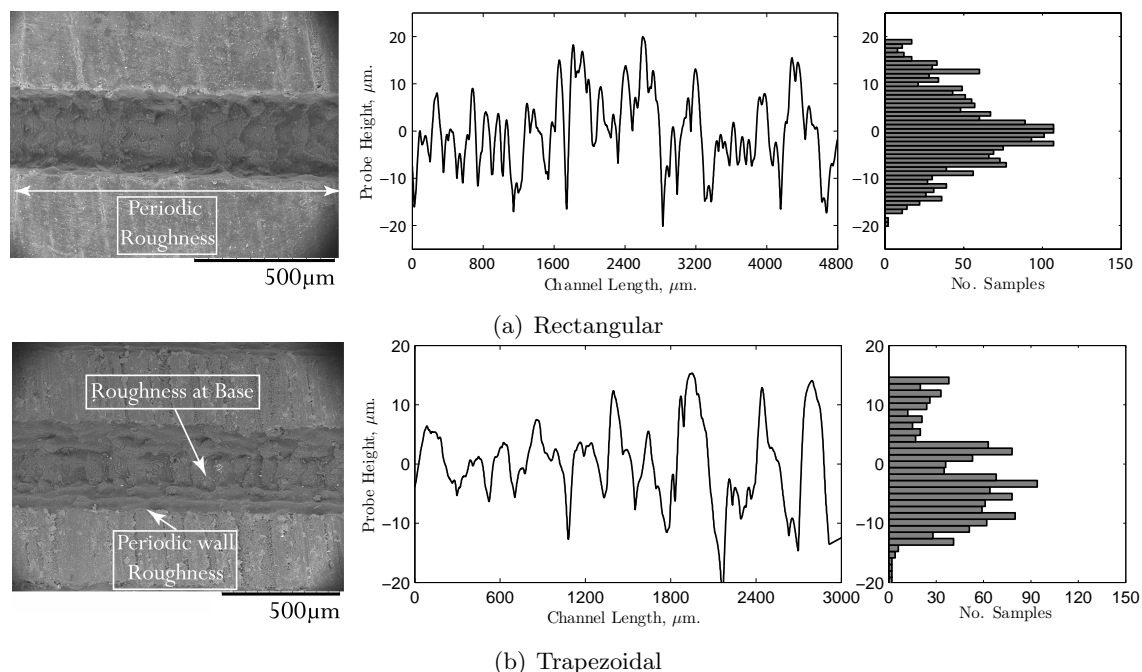 Periodic
Roughness
500µm
Probe Height, µm.
20
10
0
−10
−20
0 800 1600 2400 3200 4000 4800
Channel Length, µm.
20
10
0
−10
−20
0 50 100 150
No. Samples
(a) Rectangular
Roughness at Base
Periodic wall
Roughness
500µm
Probe Height, µm.
20
10
0
−10
−20
0 600 1200 1800 2400 3000
Channel Length, µm.
20
10
0
−10
−20
0 30 60 90 120 150
No. Samples
(b) Trapezoidal